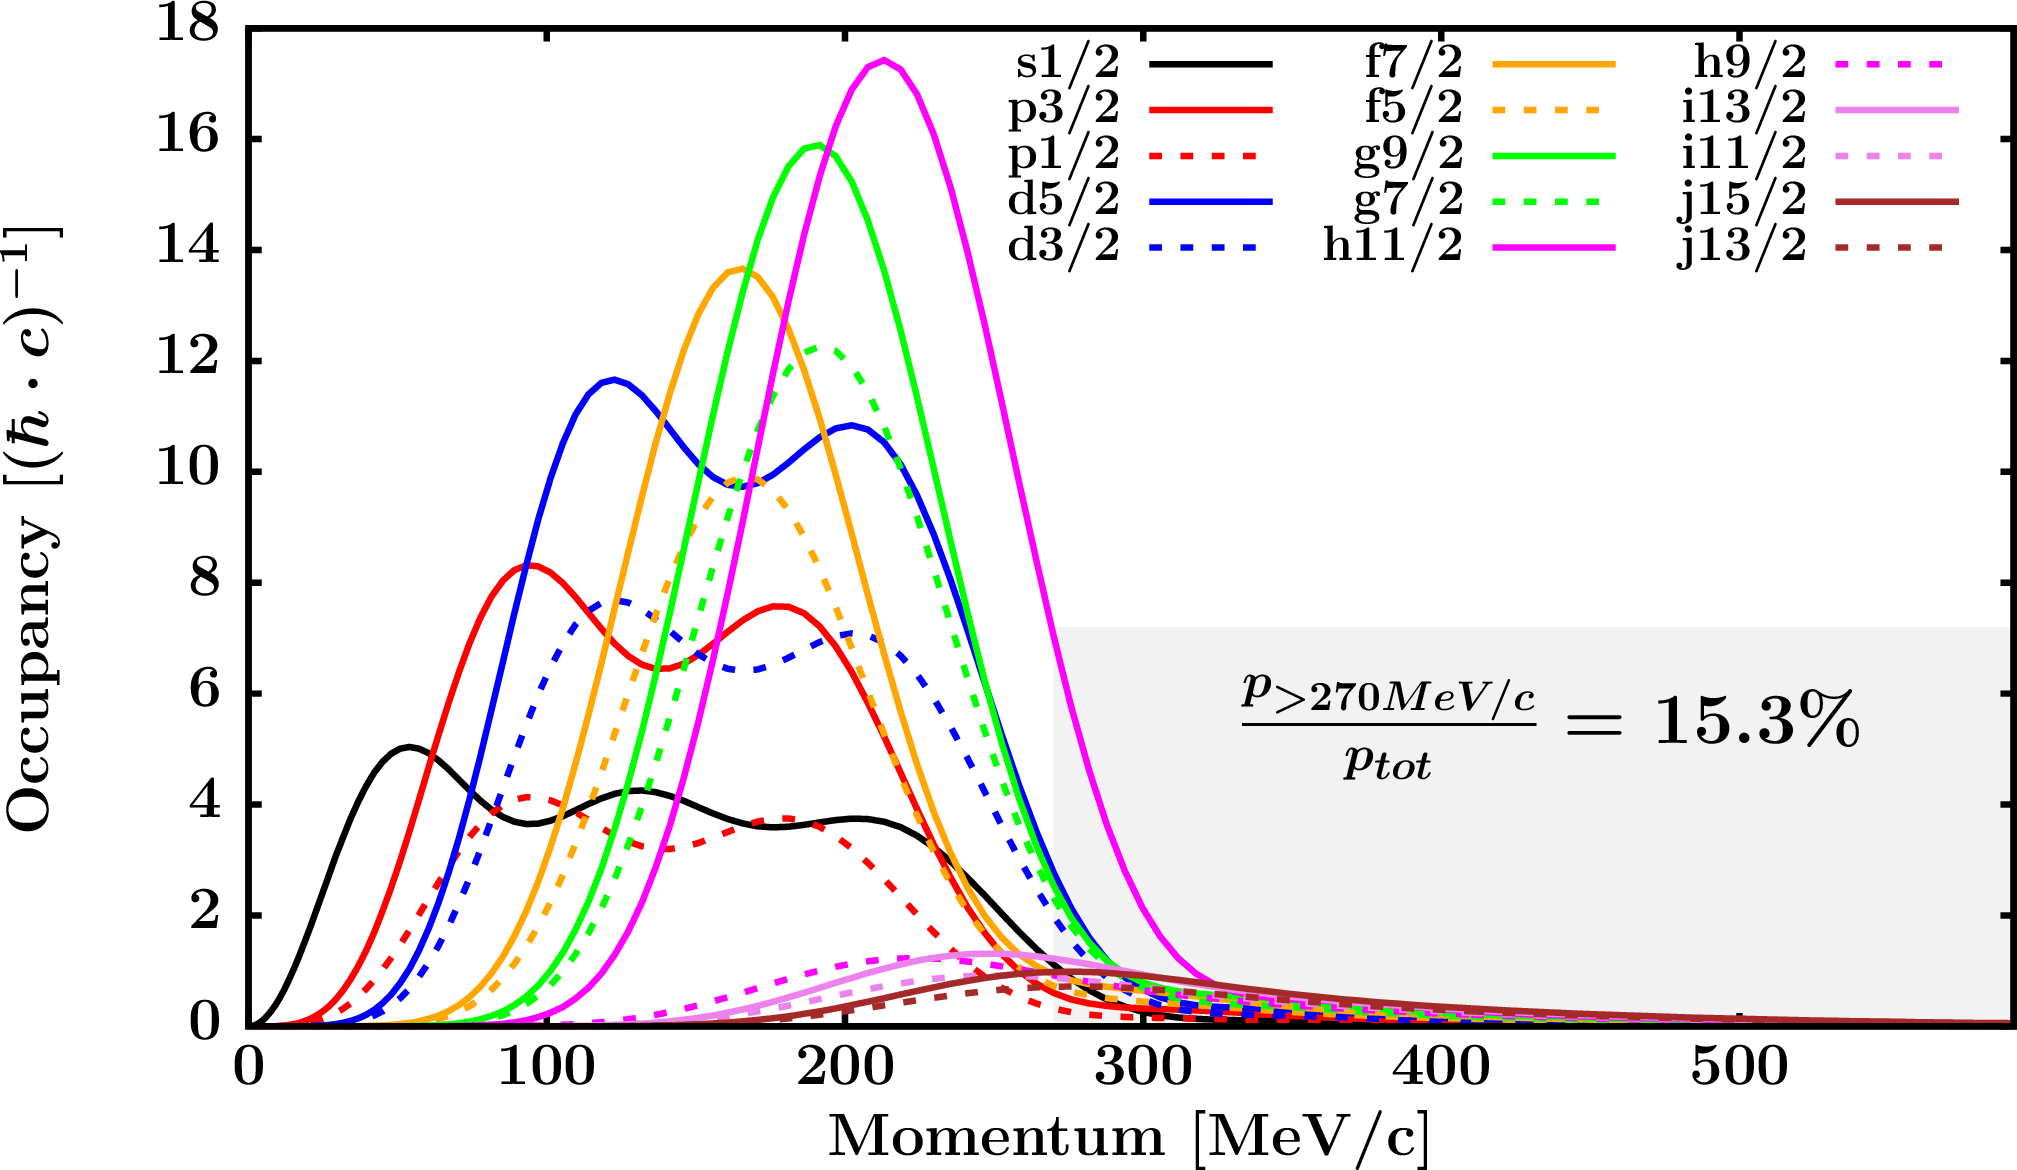 18
16
14
12
10
8
6
4
2
0
Occupancy [(ħ · c)⁻¹]
s1/2 f7/2 h9/2
p3/2 f5/2 i13/2
p1/2 g9/2 i11/2
d5/2 g7/2 j15/2
d3/2 h11/2 j13/2
p>270MeV/c
ptot
= 15.3%
0 100 200 300 400 500
Momentum [MeV/c]